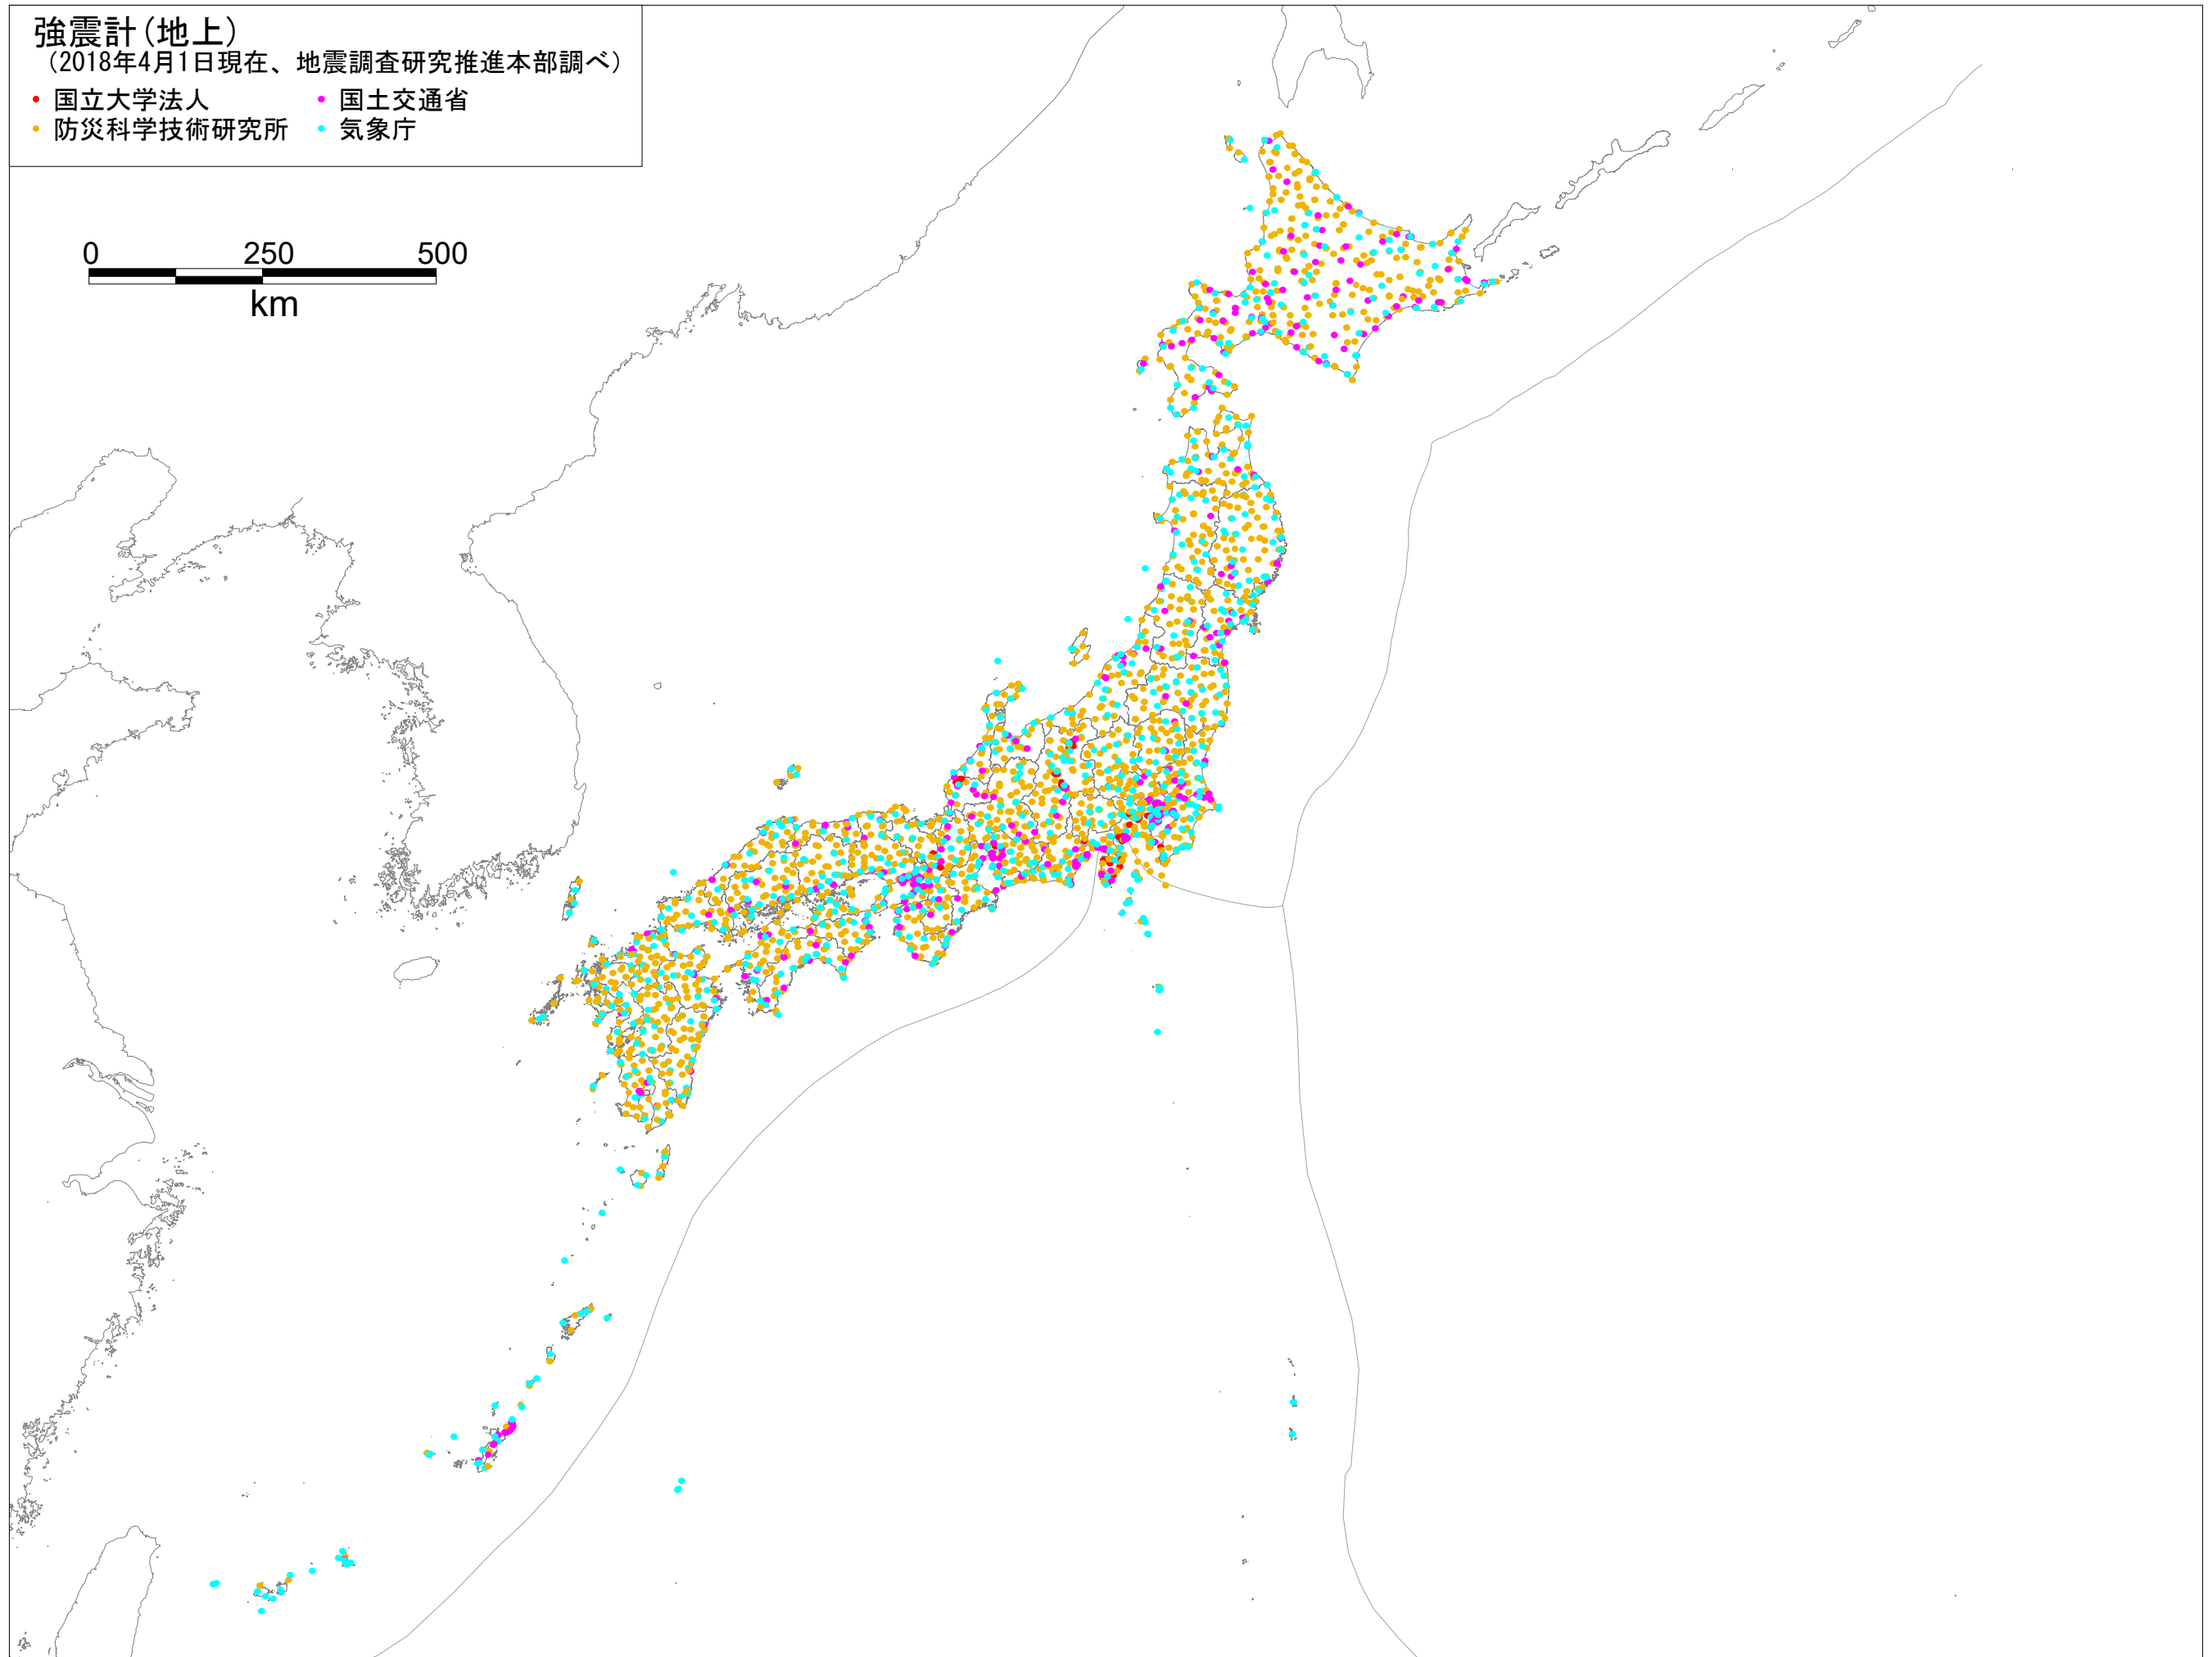 強震計(地上)
（2018年4月1日現在、地震調査研究推進本部調べ）
国立大学法人 国土交通省
防災科学技術研究所 気象庁
0 250 500
km